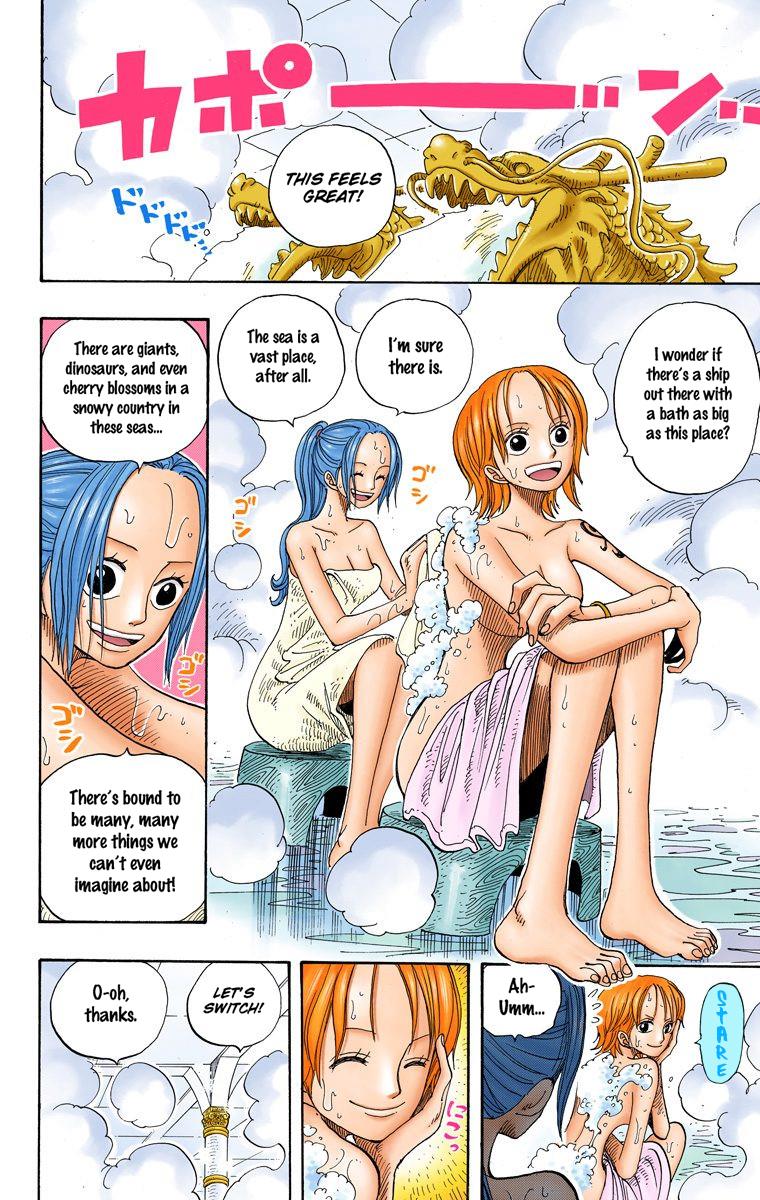 カポーン..
THIS FEELS
GREAT!
ドドドド..
I wonder if
there's a ship
out there with
a bath as big
as this place?
I'm sure
there is.
The sea is a
vast place,
after all.
ゴシ
ゴシ
There are giants,
dinosaurs, and even
cherry blossoms in a
snowy country in
these seas...
ゴシ
ゴシ
There's bound to
be many, many
more things we
can't even
imagine about!
Ah-
Umm...
STARE
にこっ
LET'S
SWITCH!
O-oh,
thanks.